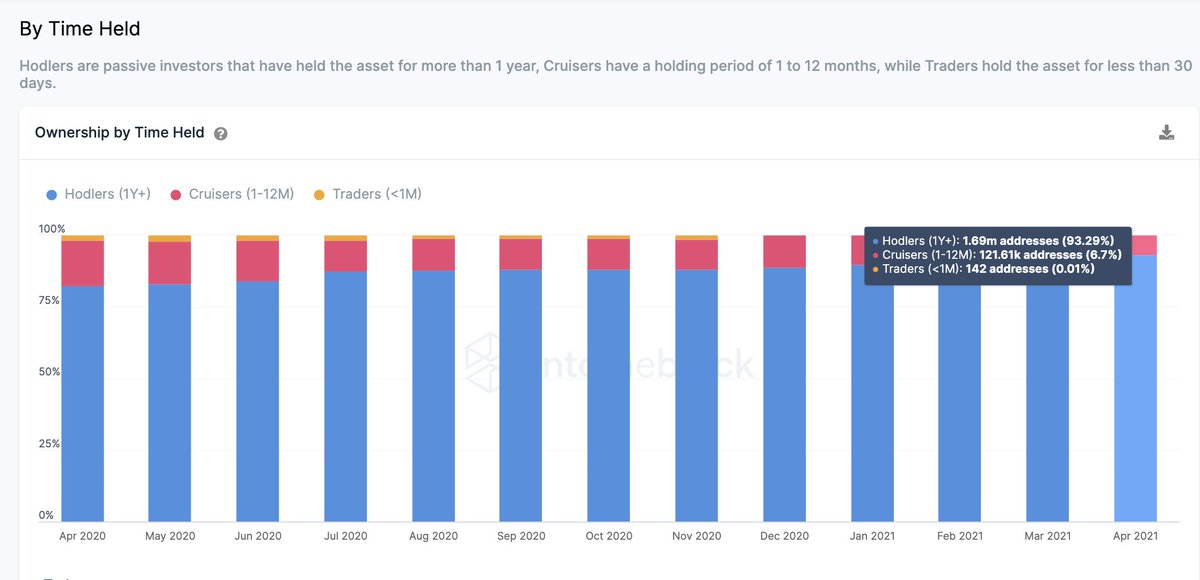 By Time Held
Hodlers are passive investors that have held the asset for more than 1 year, Cruisers have a holding period of 1 to 12 months, while Traders hold the asset for less than 30
days.
Ownership by Time Held ?
Hodlers (1Y+) Cruisers (1-12M) Traders (<1M)
100%
Hodlers (1Y+): 1.69m addresses (93.29%)
Cruisers (1-12M): 121.61k addresses (6.7%)
Traders (<1M): 142 addresses (0.01%)
75%
50%
25%
0%
Apr 2020 May 2020 Jun 2020 Jul 2020 Aug 2020 Sep 2020 Oct 2020 Nov 2020 Dec 2020 Jan 2021 Feb 2021 Mar 2021 Apr 2021